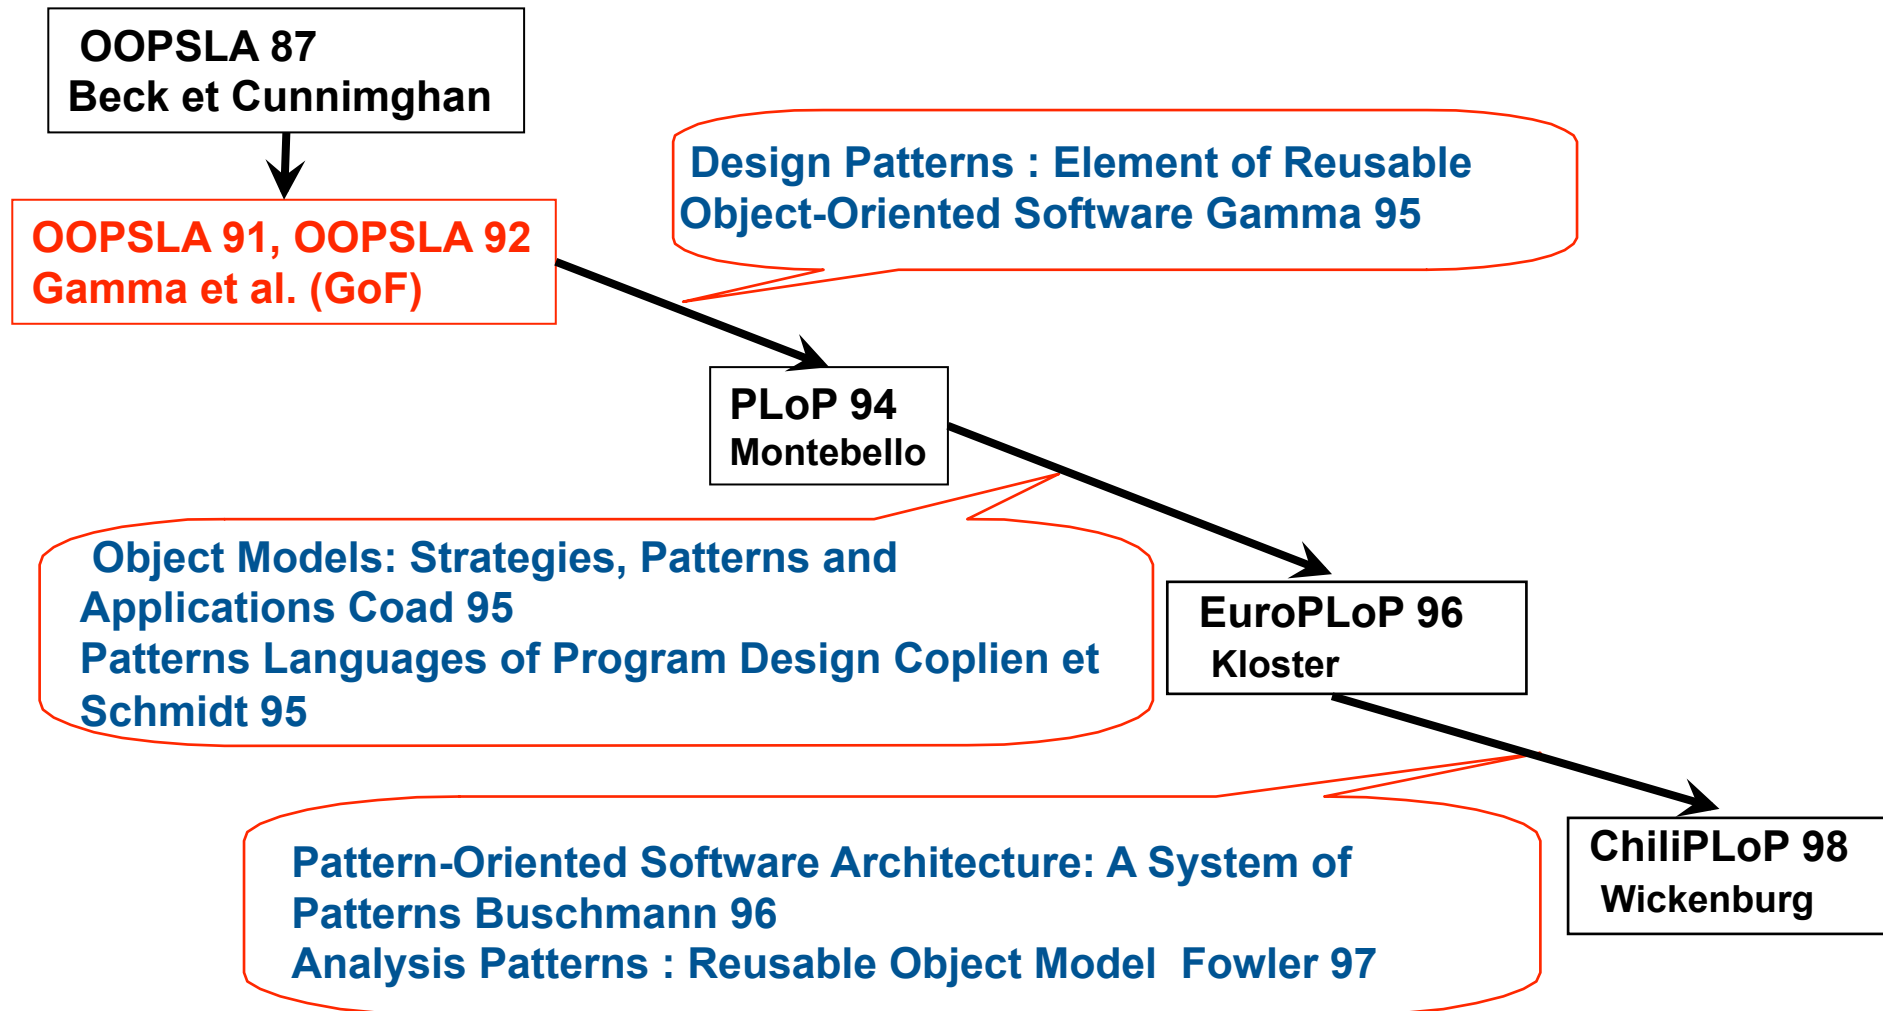 OOPSLA 87
Beck et Cunnimghan
Design Patterns : Element of Reusable
Object-Oriented Software Gamma 95
OOPSLA 91, OOPSLA 92
Gamma et al. (GoF)
PLoP 94
Montebello
Object Models: Strategies, Patterns and
Applications Coad 95
Patterns Languages of Program Design Coplien et
Schmidt 95
EuroPLoP 96
Kloster
Pattern-Oriented Software Architecture: A System of
Patterns Buschmann 96
Analysis Patterns : Reusable Object Model  Fowler 97
ChiliPLoP 98
Wickenburg